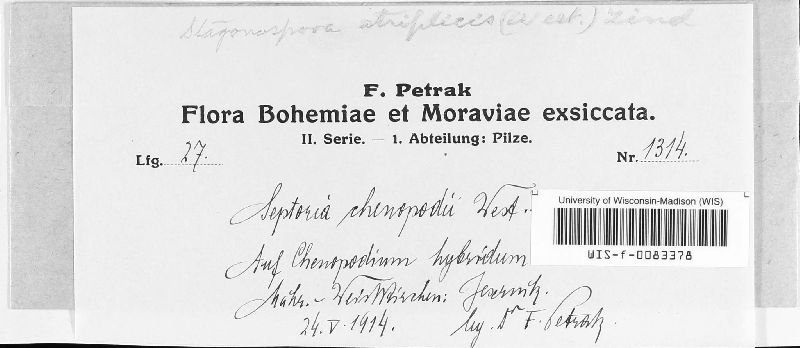 Stagonospora atriplicis (West.) Lind
F. Petrak
Flora Bohemiae et Moraviae exsiccata.
II. Serie. — 1. Abteilung: Pilze.
Lfg. 27. Nr. 1314.
Septoria chenopodii West.
University of Wisconsin-Madison (WIS)
WIS-f-0083378
Auf Chenopodium hybridum
Mähr.-Weisskirchen: Jezernik.
24. V. 1914. leg. Dr F. Petrak.